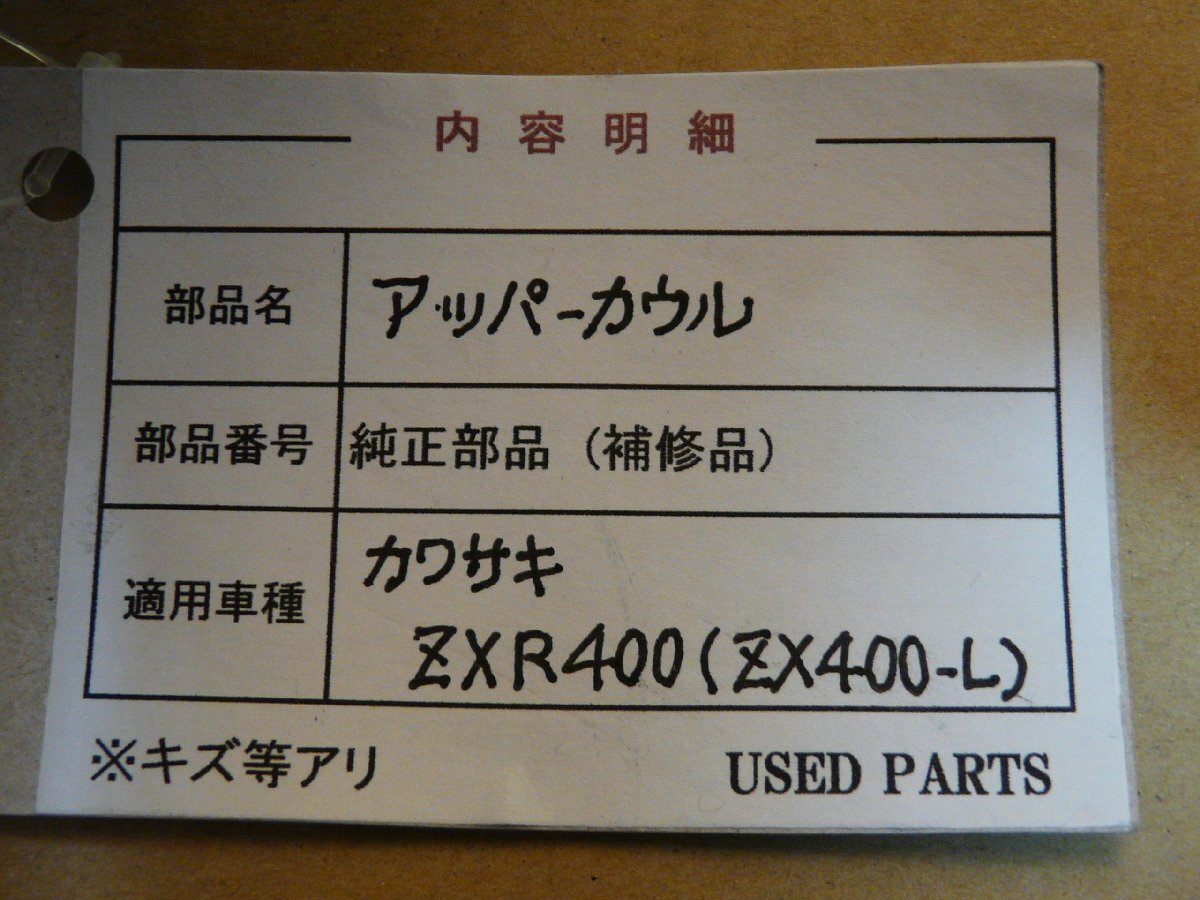 内容明細
部品名 アッパーカウル
部品番号 純正部品（補修品）
適用車種 カワサキ
ZXR400(ZX400-L)
※キズ等アリ USED PARTS